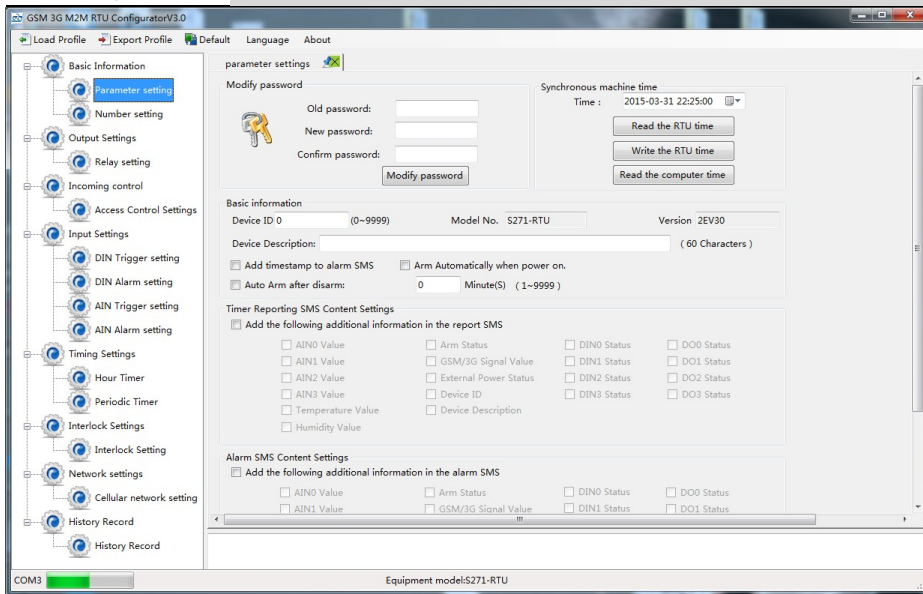 GSM 3G M2M RTU ConfiguratorV3.0
Load Profile Export Profile Default Language About
Basic Information
Parameter setting
Number setting
Output Settings
Relay setting
Incoming control
Access Control Settings
Input Settings
DIN Trigger setting
DIN Alarm setting
AIN Trigger setting
AIN Alarm setting
Timing Settings
Hour Timer
Periodic Timer
Interlock Settings
Interlock Setting
Network settings
Cellular network setting
History Record
History Record
parameter settings
Modify password
Old password:
New password:
Confirm password:
Modify password
Synchronous machine time
Time : 2015-03-31 22:25:00
Read the RTU time
Write the RTU time
Read the computer time
Basic information
Device ID 0 (0~9999) Model No. S271-RTU Version 2EV30
Device Description: ( 60 Characters )
Add timestamp to alarm SMS Arm Automatically when power on.
Auto Arm after disarm: 0 Minute(S) ( 1~9999 )
Timer Reporting SMS Content Settings
Add the following additional information in the report SMS
AIN0 Value Arm Status DIN0 Status DO0 Status
AIN1 Value GSM/3G Signal Value DIN1 Status DO1 Status
AIN2 Value External Power Status DIN2 Status DO2 Status
AIN3 Value Device ID DIN3 Status DO3 Status
Temperature Value Device Description
Humidity Value
Alarm SMS Content Settings
Add the following additional information in the alarm SMS
AIN0 Value Arm Status DIN0 Status DO0 Status
AIN1 Value GSM/3G Signal Value DIN1 Status DO1 Status
COM3 Equipment model:S271-RTU